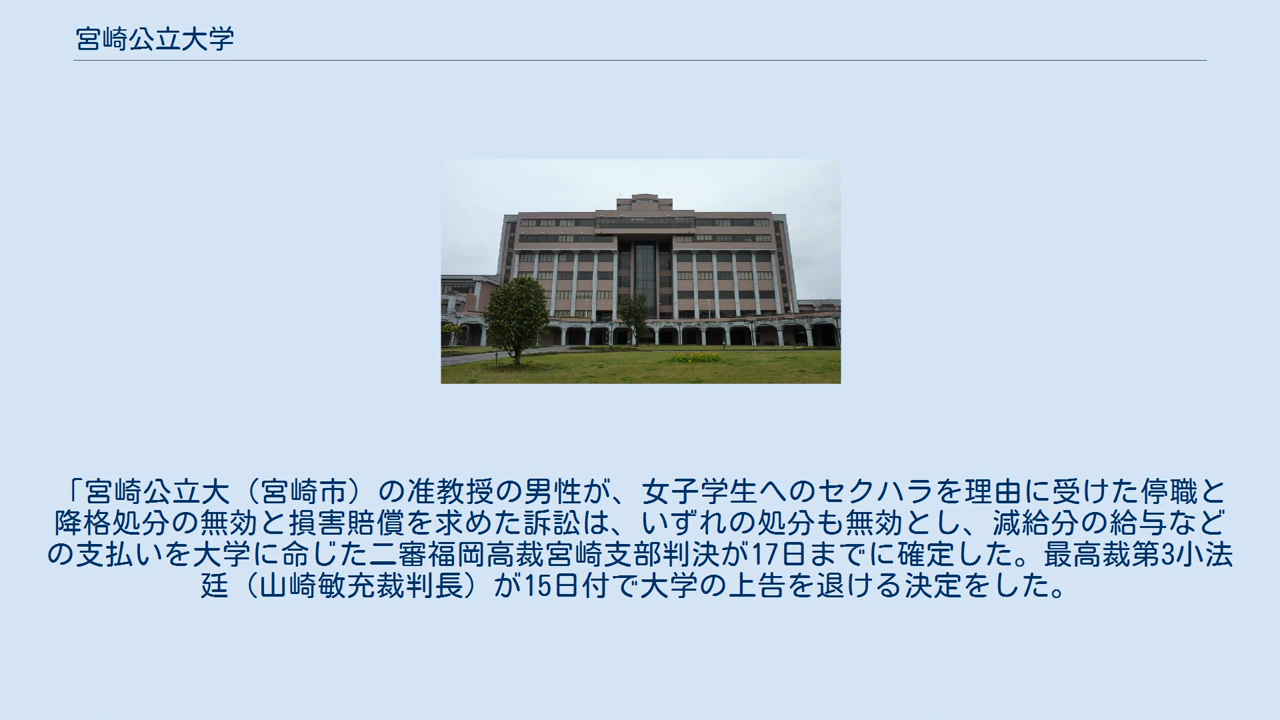 宮崎公立大学
「宮崎公立大（宮崎市）の准教授の男性が、女子学生へのセクハラを理由に受けた停職と
降格処分の無効と損害賠償を求めた訴訟は、いずれの処分も無効とし、減給分の給与など
の支払いを大学に命じた二審福岡高裁宮崎支部判決が17日までに確定した。最高裁第3小法
廷（山崎敏充裁判長）が15日付で大学の上告を退ける決定をした。